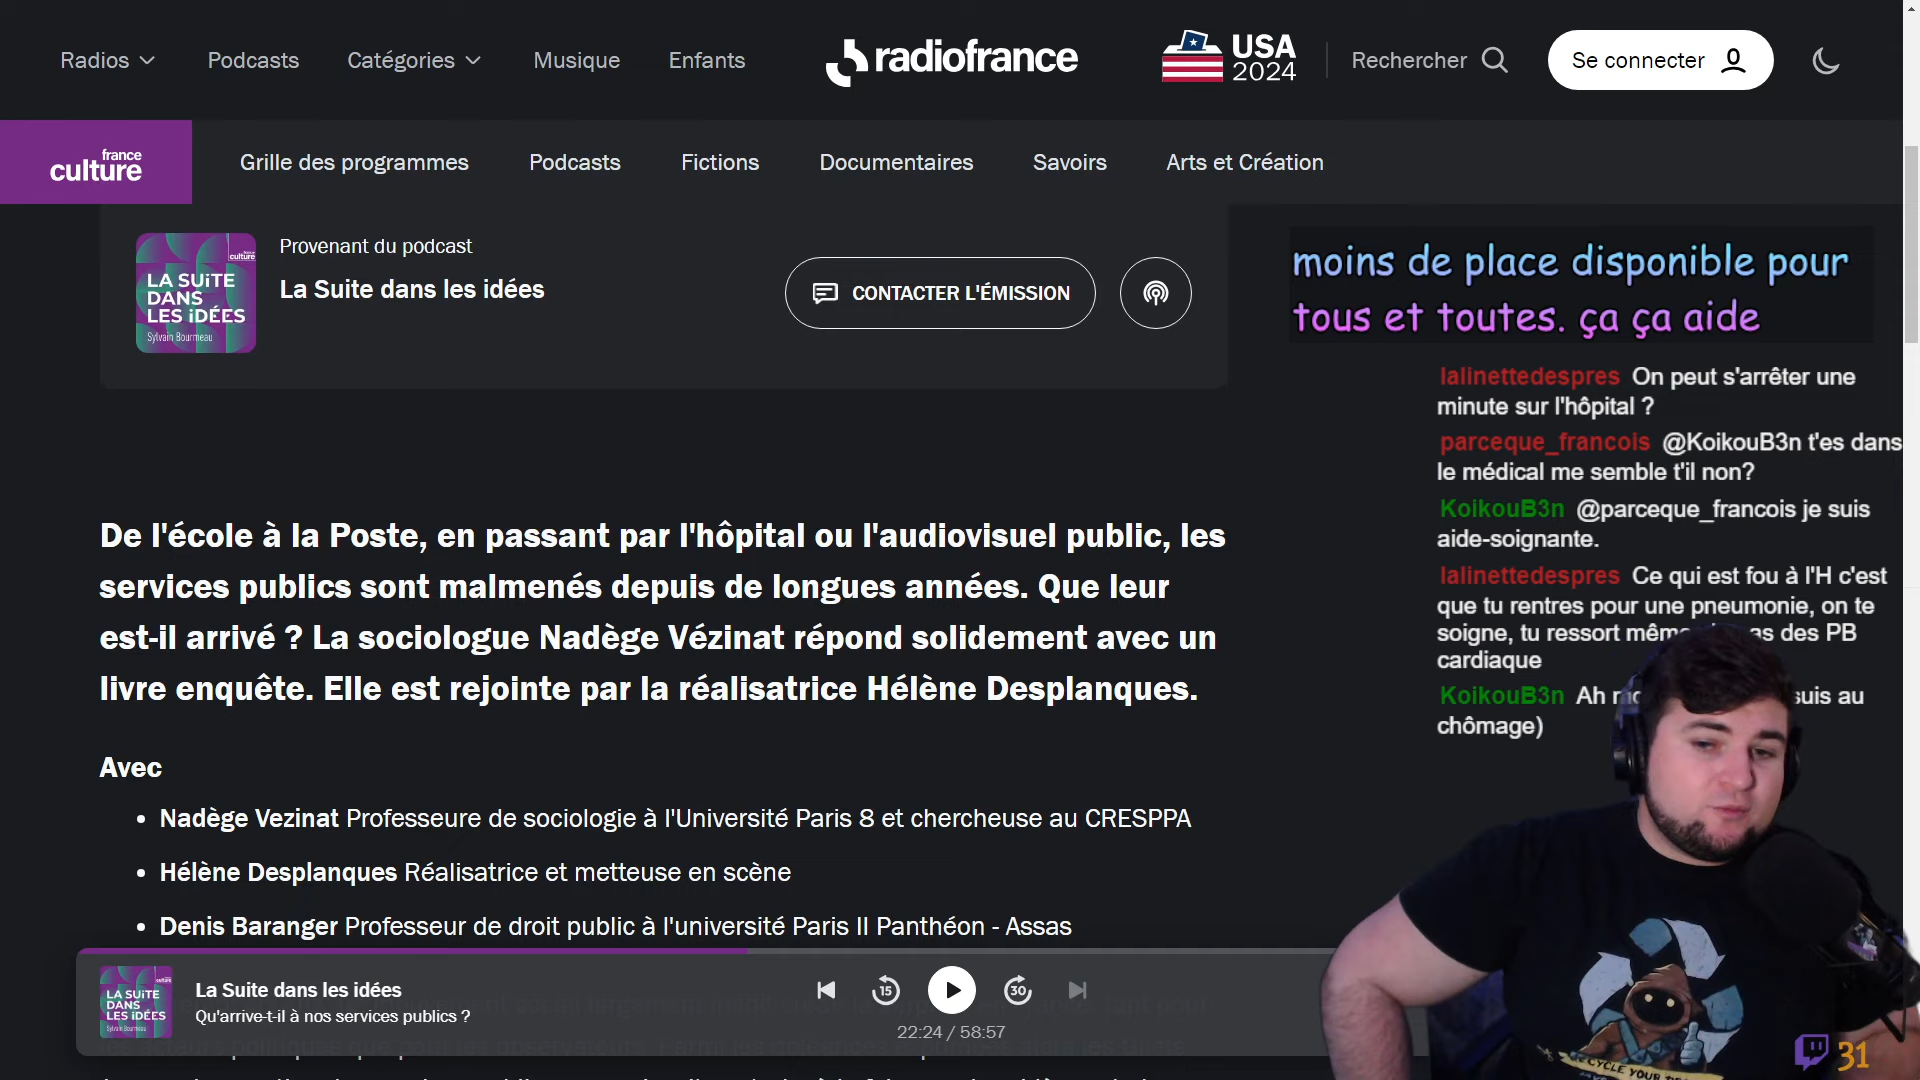 Radios Podcasts Catégories Musique Enfants radiofrance USA 2024 Rechercher Se connecter
france culture Grille des programmes Podcasts Fictions Documentaires Savoirs Arts et Création
culture
LA SUiTE
DANS
LES iDÉES
Sylvain Bourmeau
Provenant du podcast
La Suite dans les idées
CONTACTER L'ÉMISSION
moins de place disponible pour
tous et toutes. ça ça aide
lalinettedespres On peut s'arrêter une
minute sur l'hôpital ?
parceque_francois @KoikouB3n t'es dans
le médical me semble t'il non?
KoikouB3n @parceque_francois je suis
aide-soignante.
lalinettedespres Ce qui est fou à l'H c'est
que tu rentres pour une pneumonie, on te
soigne, tu ressort des PB
cardiaque
KoikouB3n Ah suis au
chômage)
De l'école à la Poste, en passant par l'hôpital ou l'audiovisuel public, les
services publics sont malmenés depuis de longues années. Que leur
est-il arrivé ? La sociologue Nadège Vézinat répond solidement avec un
livre enquête. Elle est rejointe par la réalisatrice Hélène Desplanques.
Avec
• Nadège Vezinat Professeure de sociologie à l'Université Paris 8 et chercheuse au CRESPPA
• Hélène Desplanques Réalisatrice et metteuse en scène
• Denis Baranger Professeur de droit public à l'université Paris II Panthéon - Assas
LA SUiTE
DANS
LES iDÉES
La Suite dans les idées
Qu'arrive-t-il à nos services publics ?
15 30
22:24 / 58:57
31